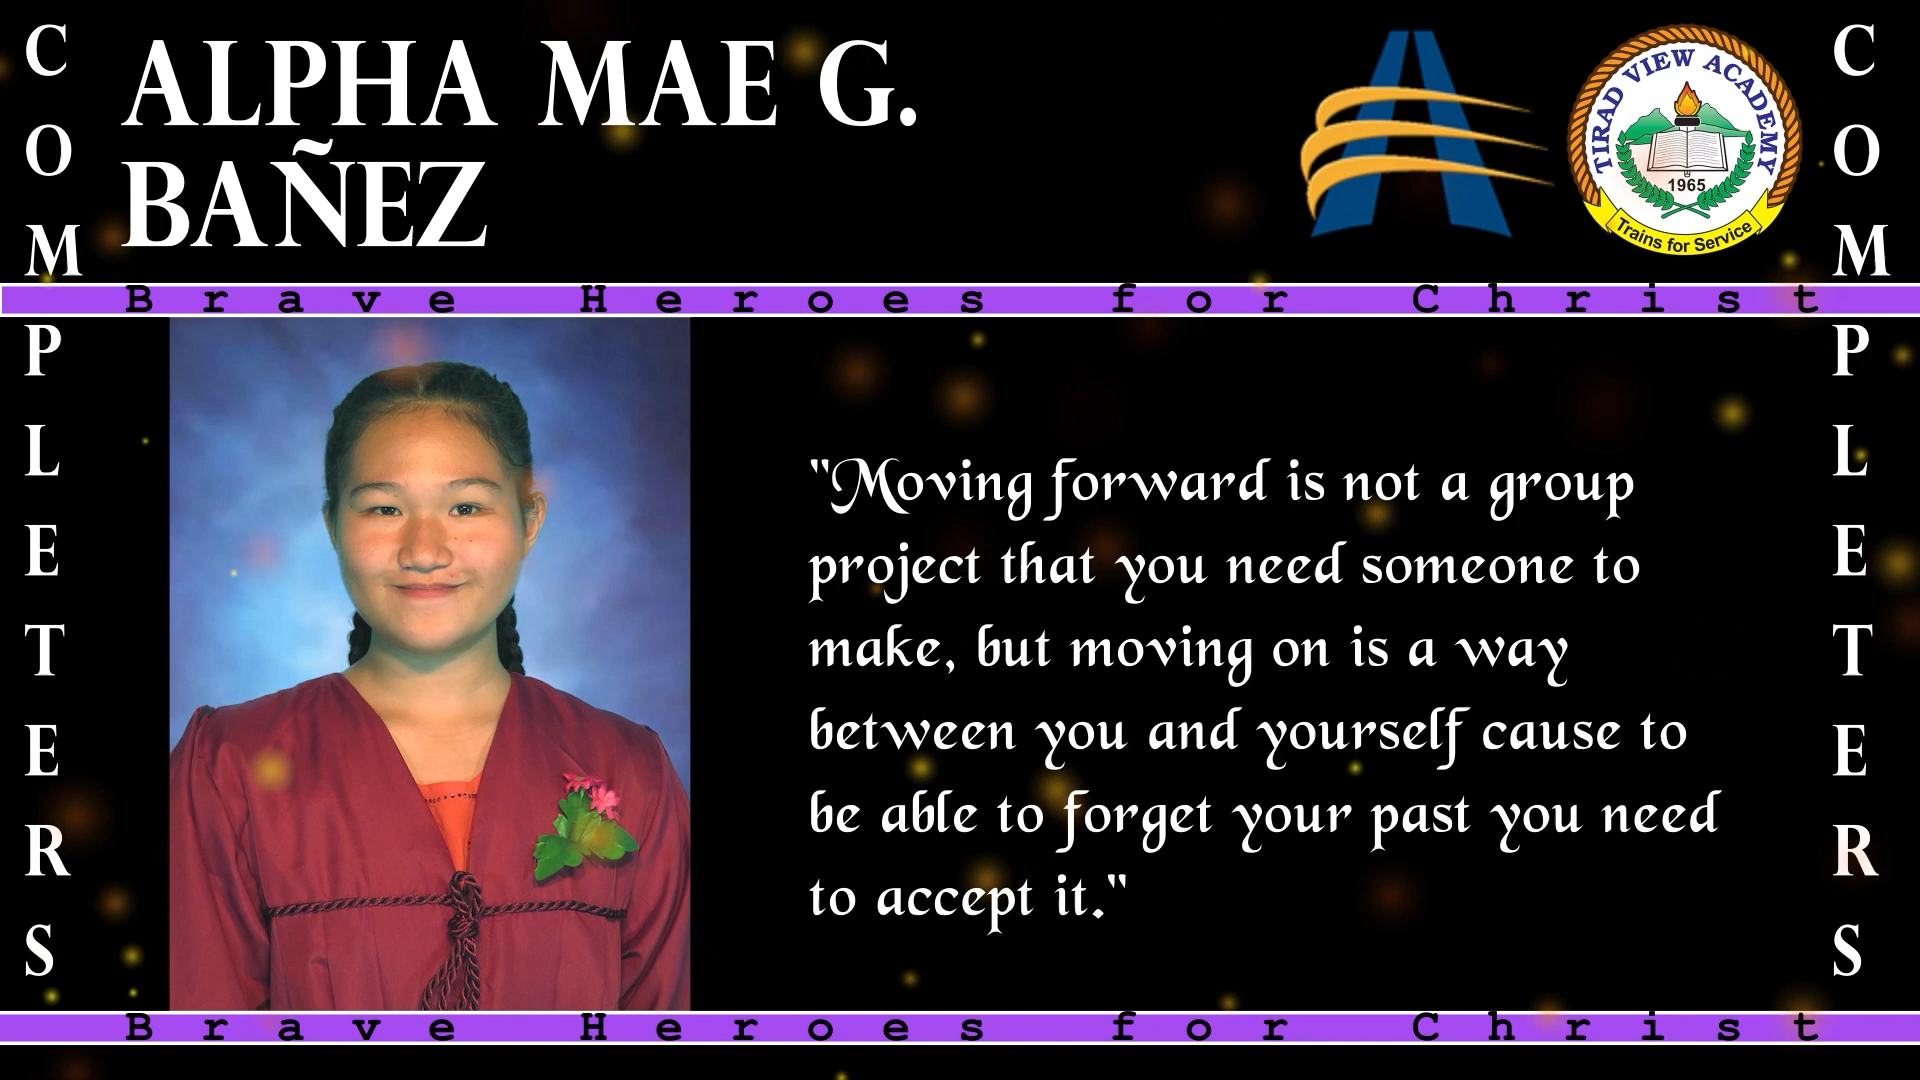 COMPLETERS
ALPHA MAE G.
BAÑEZ
TIRAD VIEW ACADEMY
1965
Trains for Service
COMPLETERS
Brave Heroes for Christ
"Moving forward is not a group
project that you need someone to
make, but moving on is a way
between you and yourself cause to
be able to forget your past you need
to accept it."
Brave Heroes for Christ